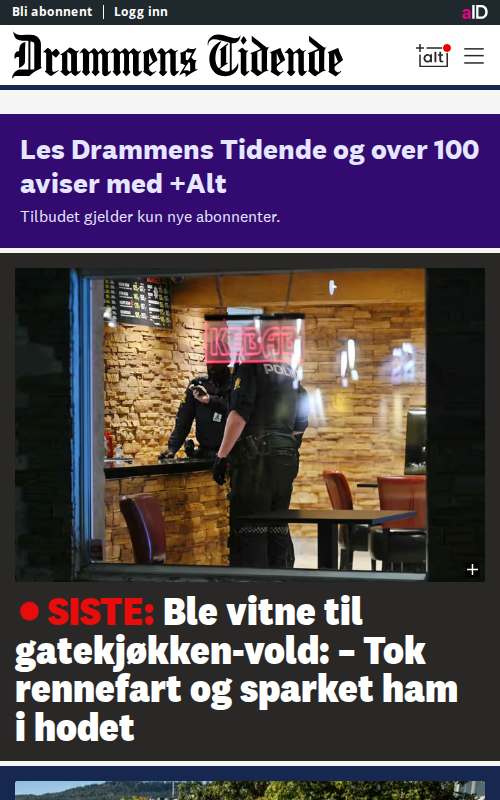 Bli abonnent | Logg inn
aID
Drammens Tidende
+alt
Les Drammens Tidende og over 100
aviser med +Alt
Tilbudet gjelder kun nye abonnenter.
KEBAB
POLITI
SISTE: Ble vitne til
gatekjøkken-vold: – Tok
rennefart og sparket ham
i hodet